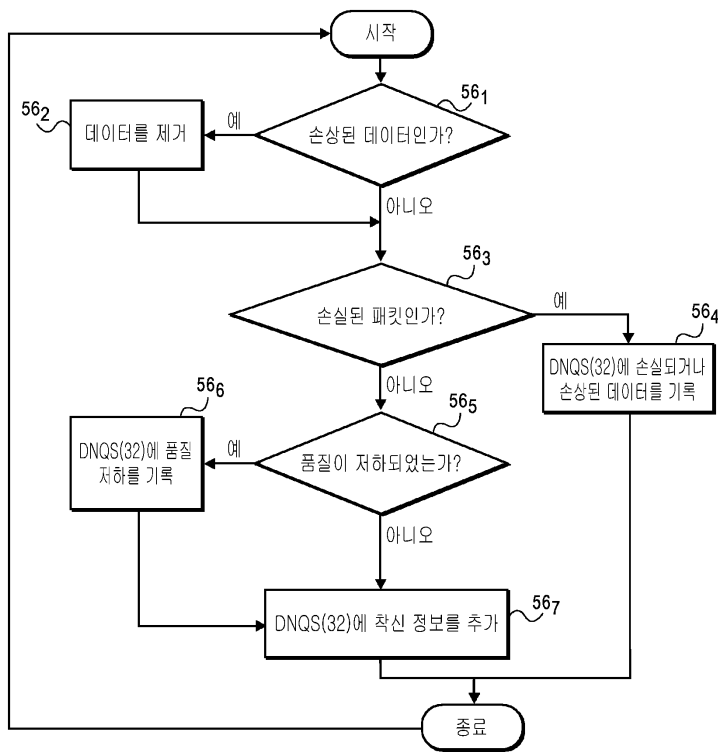 시작
56₁
손상된 데이터인가?
예
56₂
데이터를 제거
아니오
56₃
손실된 패킷인가?
예
56₄
DNQS(32)에 손실되거나
손상된 데이터를 기록
아니오
56₅
품질이 저하되었는가?
예
56₆
DNQS(32)에 품질
저하를 기록
아니오
56₇
DNQS(32)에 착신 정보를 추가
종료